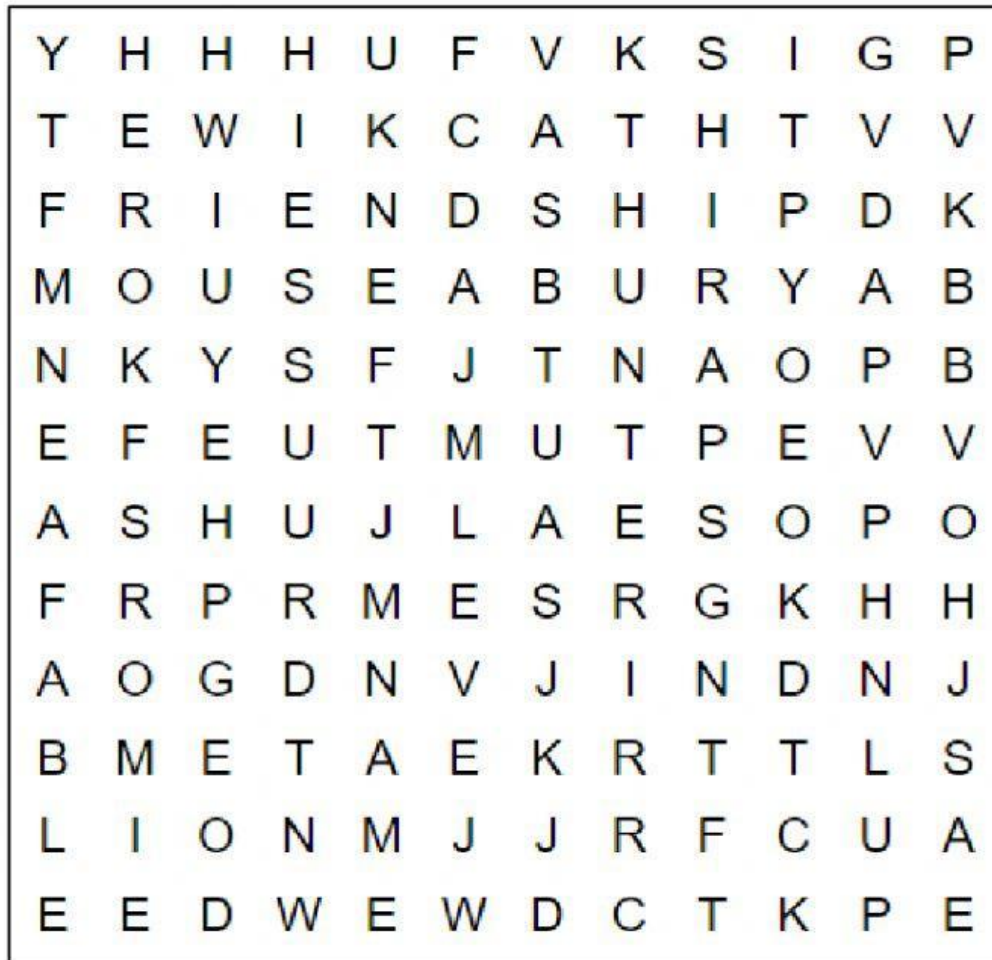 Y H H H U F V K S I G P
T E W I K C A T H T V V
F R I E N D S H I P D K
M O U S E A B U R Y A B
N K Y S F J T N A O P B
E F E U T M U T P E V V
A S H U J L A E S O P O
F R P R M E S R G K H H
A O G D N V J I N D N J
B M E T A E K R T T L S
L I O N M J J R F C U A
E E D W E W D C T K P E